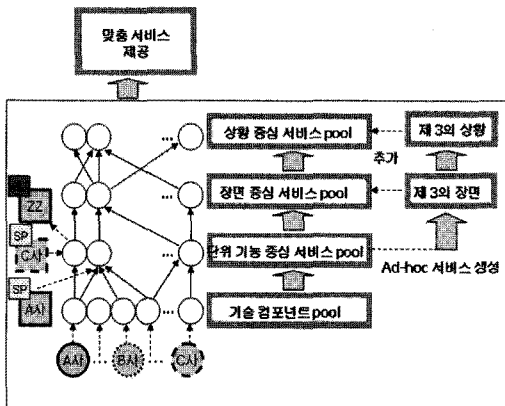 맞춤 서비스
제공
상황 중심 서비스 pool
제 3의 상황
추가
장면 중심 서비스 pool
제 3의 장면
ZZ
SP
C사
단위 기능 중심 서비스 pool
Ad-hoc 서비스 생성
SP
A사
기술 컴포넌트 pool
A사
B사
C사